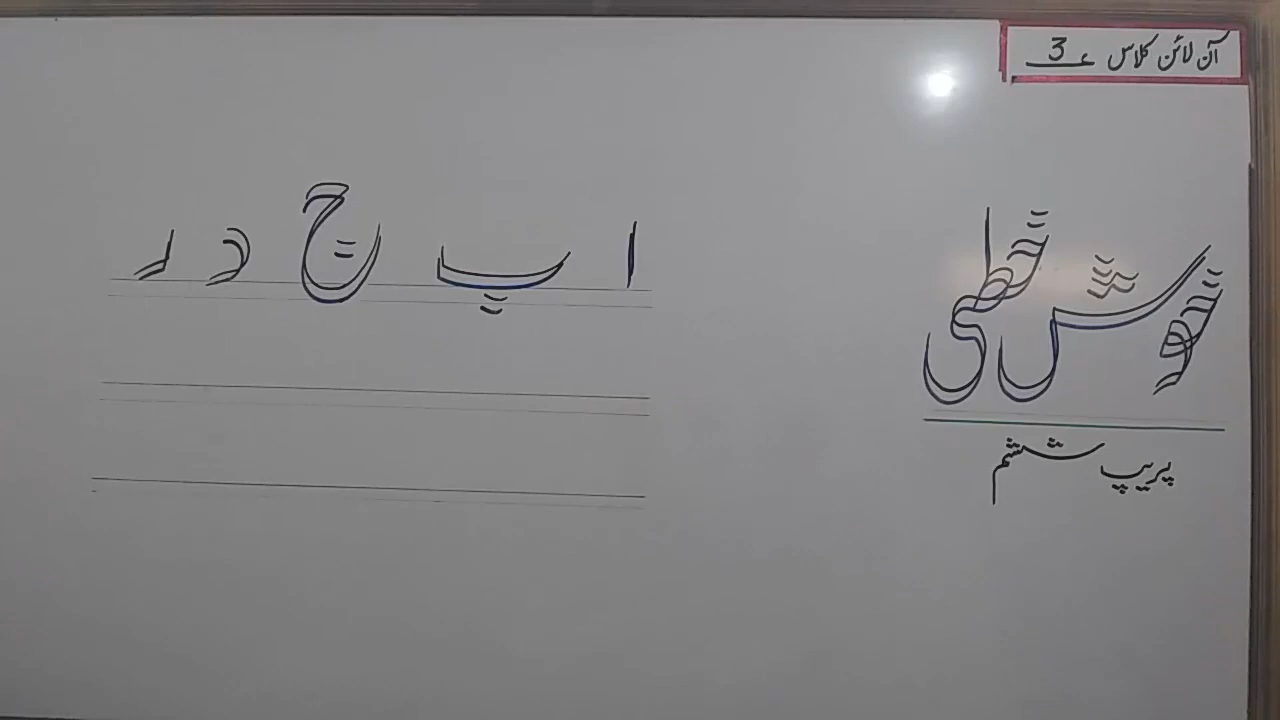 آن لائن کلاس ء 3
خوش خطی
پریپ ششم
ا ب ج د ر